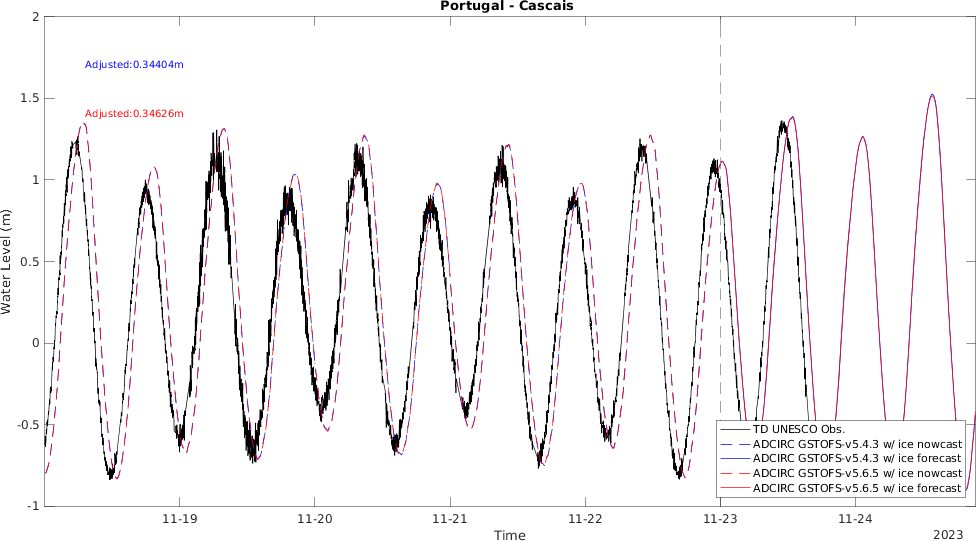 Portugal - Cascais
2
Adjusted:0.34404m
1.5
Adjusted:0.34626m
1
0.5
0
-0.5
-1
Water Level (m)
TD UNESCO Obs.
ADCIRC GSTOFS-v5.4.3 w/ ice nowcast
ADCIRC GSTOFS-v5.4.3 w/ ice forecast
ADCIRC GSTOFS-v5.6.5 w/ ice nowcast
ADCIRC GSTOFS-v5.6.5 w/ ice forecast
11-19 11-20 11-21 11-22 11-23 11-24
Time
2023